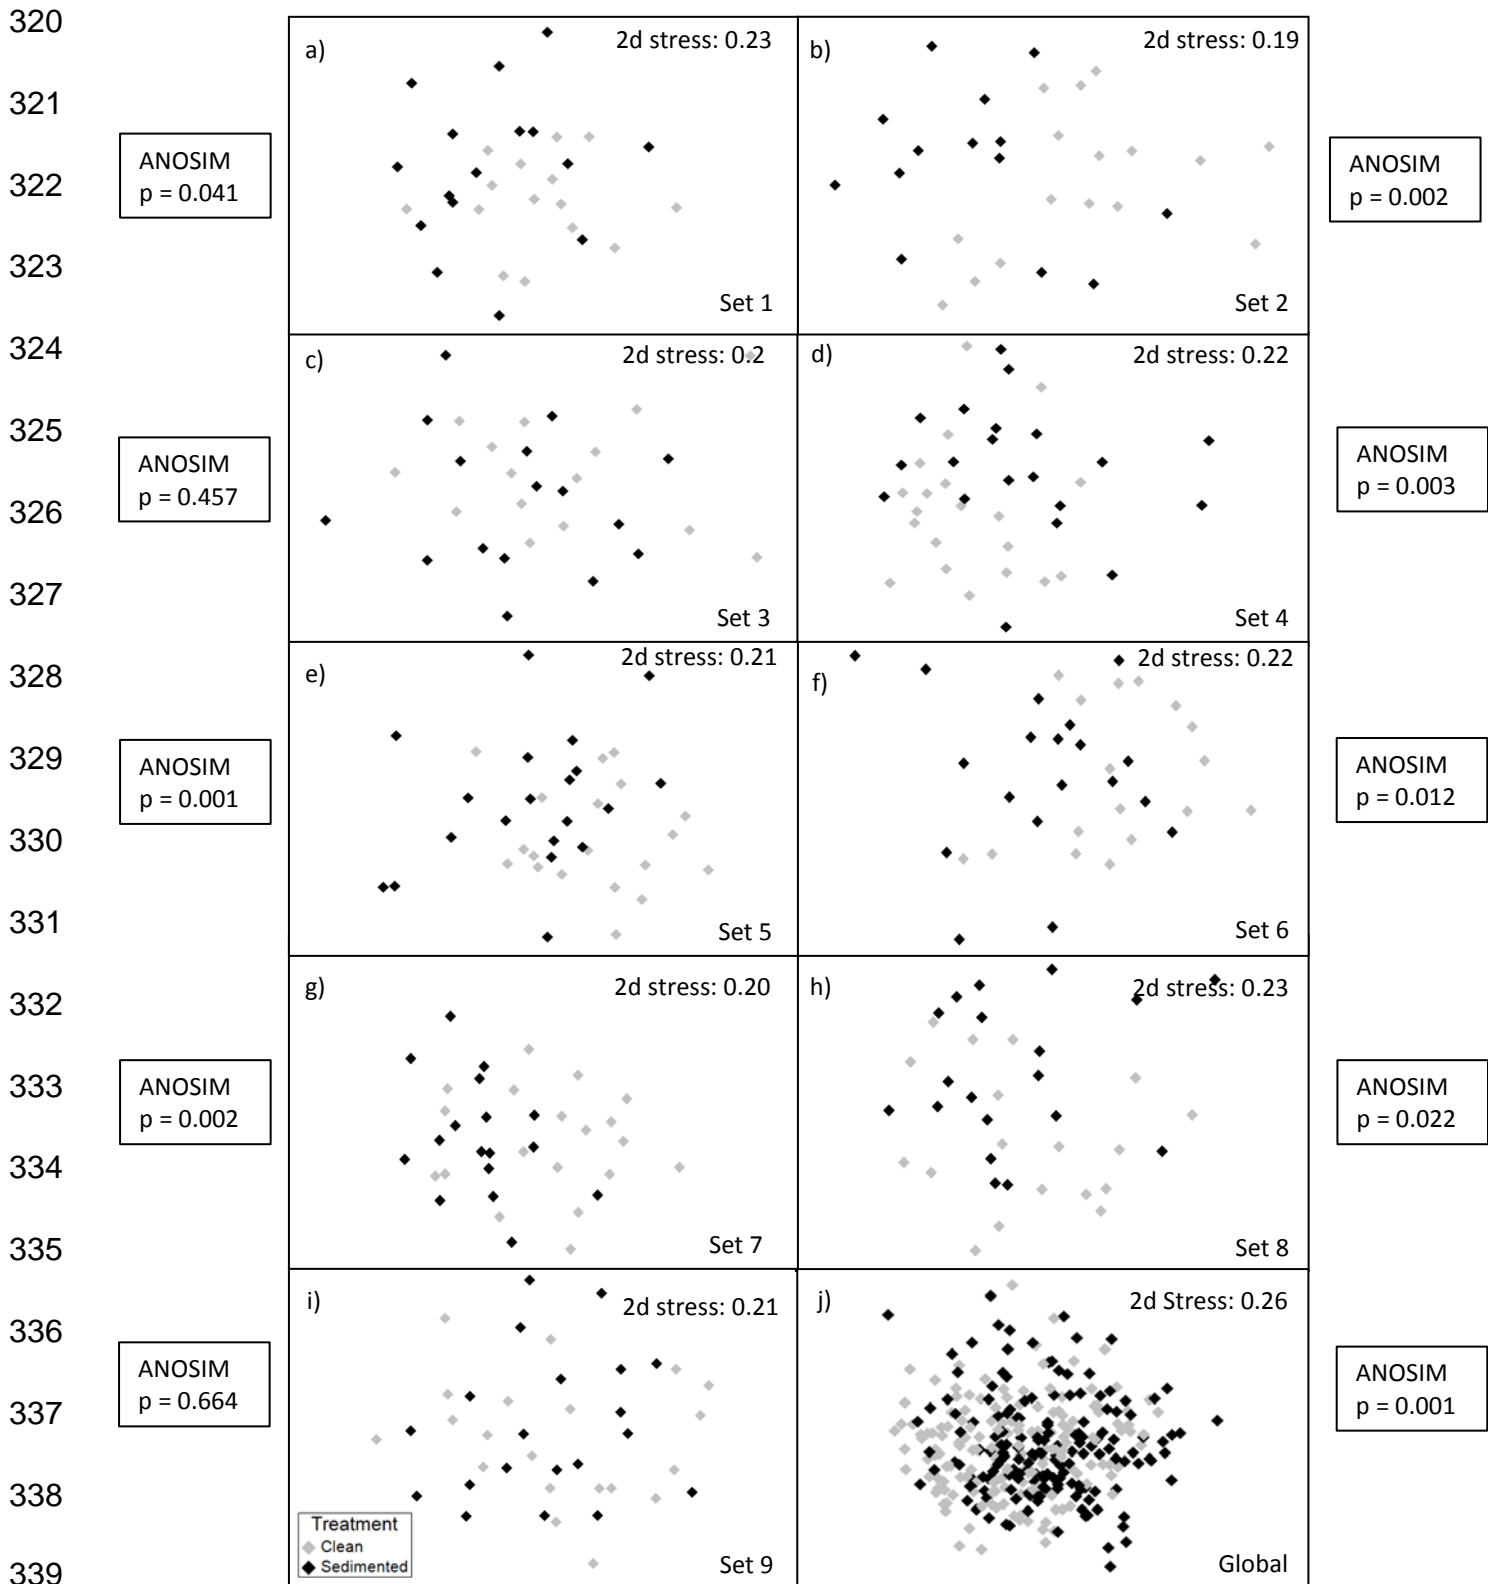 320
a)
2d stress: 0.23
b)
2d stress: 0.19
321
ANOSIM
p = 0.041
322
ANOSIM
p = 0.002
323
Set 1
Set 2
324
c)
2d stress: 0.2
d)
2d stress: 0.22
325
ANOSIM
p = 0.457
326
ANOSIM
p = 0.003
327
Set 3
Set 4
328
e)
2d stress: 0.21
f)
2d stress: 0.22
329
ANOSIM
p = 0.001
330
ANOSIM
p = 0.012
331
Set 5
Set 6
332
g)
2d stress: 0.20
h)
2d stress: 0.23
333
ANOSIM
p = 0.002
334
ANOSIM
p = 0.022
335
Set 7
Set 8
336
i)
2d stress: 0.21
j)
2d Stress: 0.26
337
ANOSIM
p = 0.664
338
ANOSIM
p = 0.001
Treatment
Clean
Sedimented
339
Set 9
Global